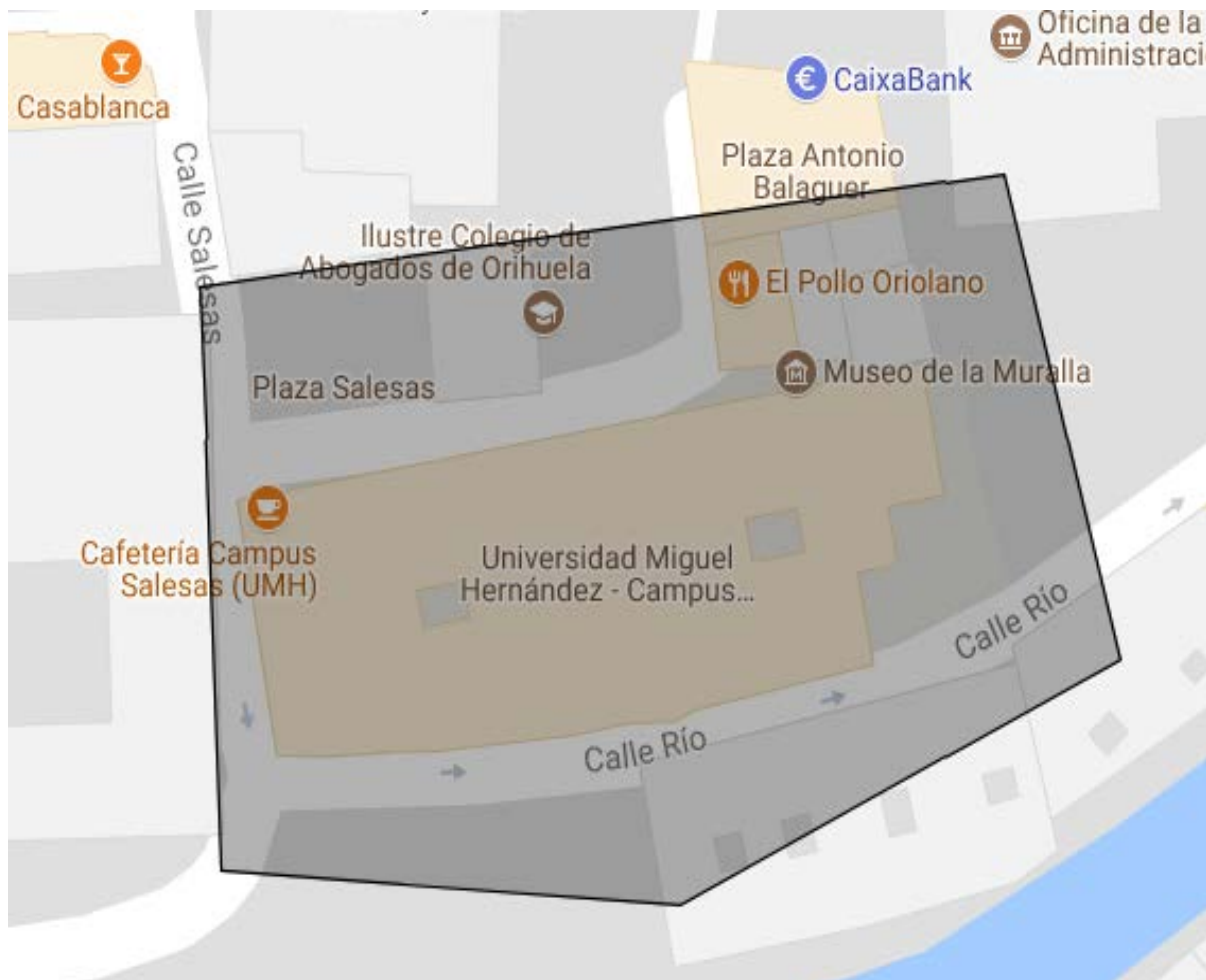 Oficina de la
Administraci
Casablanca
CaixaBank
Calle Salesas
Plaza Antonio
Balaguer
Ilustre Colegio de
Abogados de Orihuela
El Pollo Oriolano
Plaza Salesas
Museo de la Muralla
Cafetería Campus
Salesas (UMH)
Universidad Miguel
Hernández - Campus...
Calle Río
Calle Río